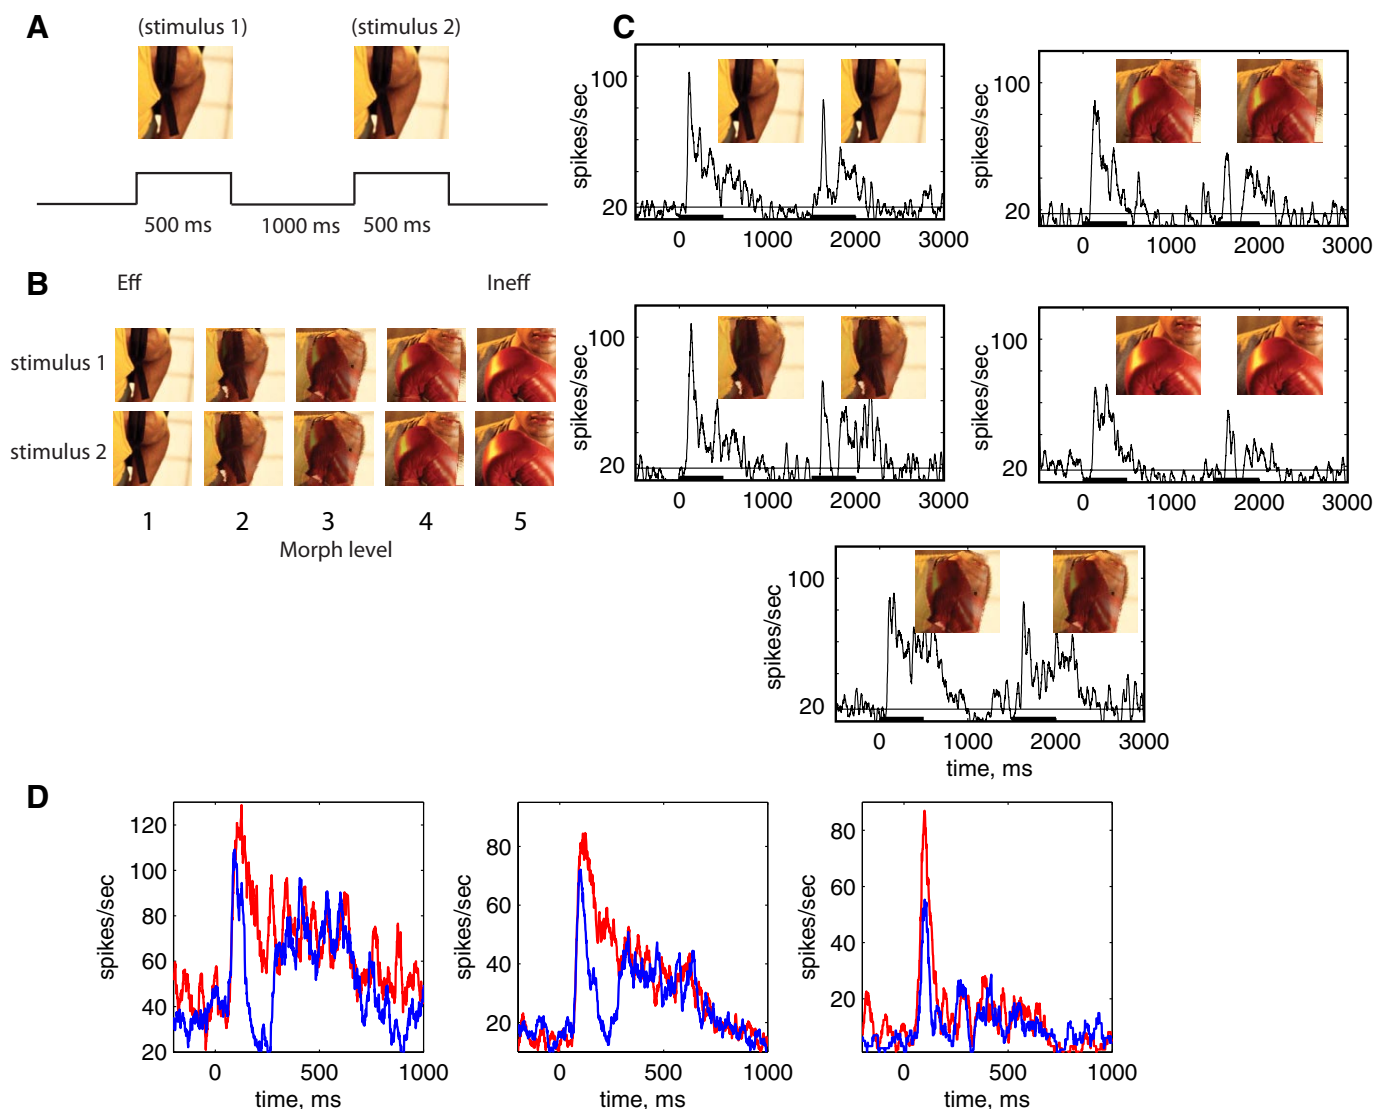 A
(stimulus 1)
(stimulus 2)
500 ms
1000 ms
500 ms
B
Eff
Ineff
stimulus 1
stimulus 2
1
2
3
4
5
Morph level
C
spikes/sec
100
20
0
1000
2000
3000
spikes/sec
100
20
0
1000
2000
3000
spikes/sec
100
20
0
1000
2000
3000
spikes/sec
100
20
0
1000
2000
3000
spikes/sec
100
20
0
1000
2000
3000
time, ms
D
spikes/sec
120
100
80
60
40
20
0
500
1000
time, ms
spikes/sec
80
60
40
20
0
500
1000
time, ms
spikes/sec
80
60
40
20
0
500
1000
time, ms